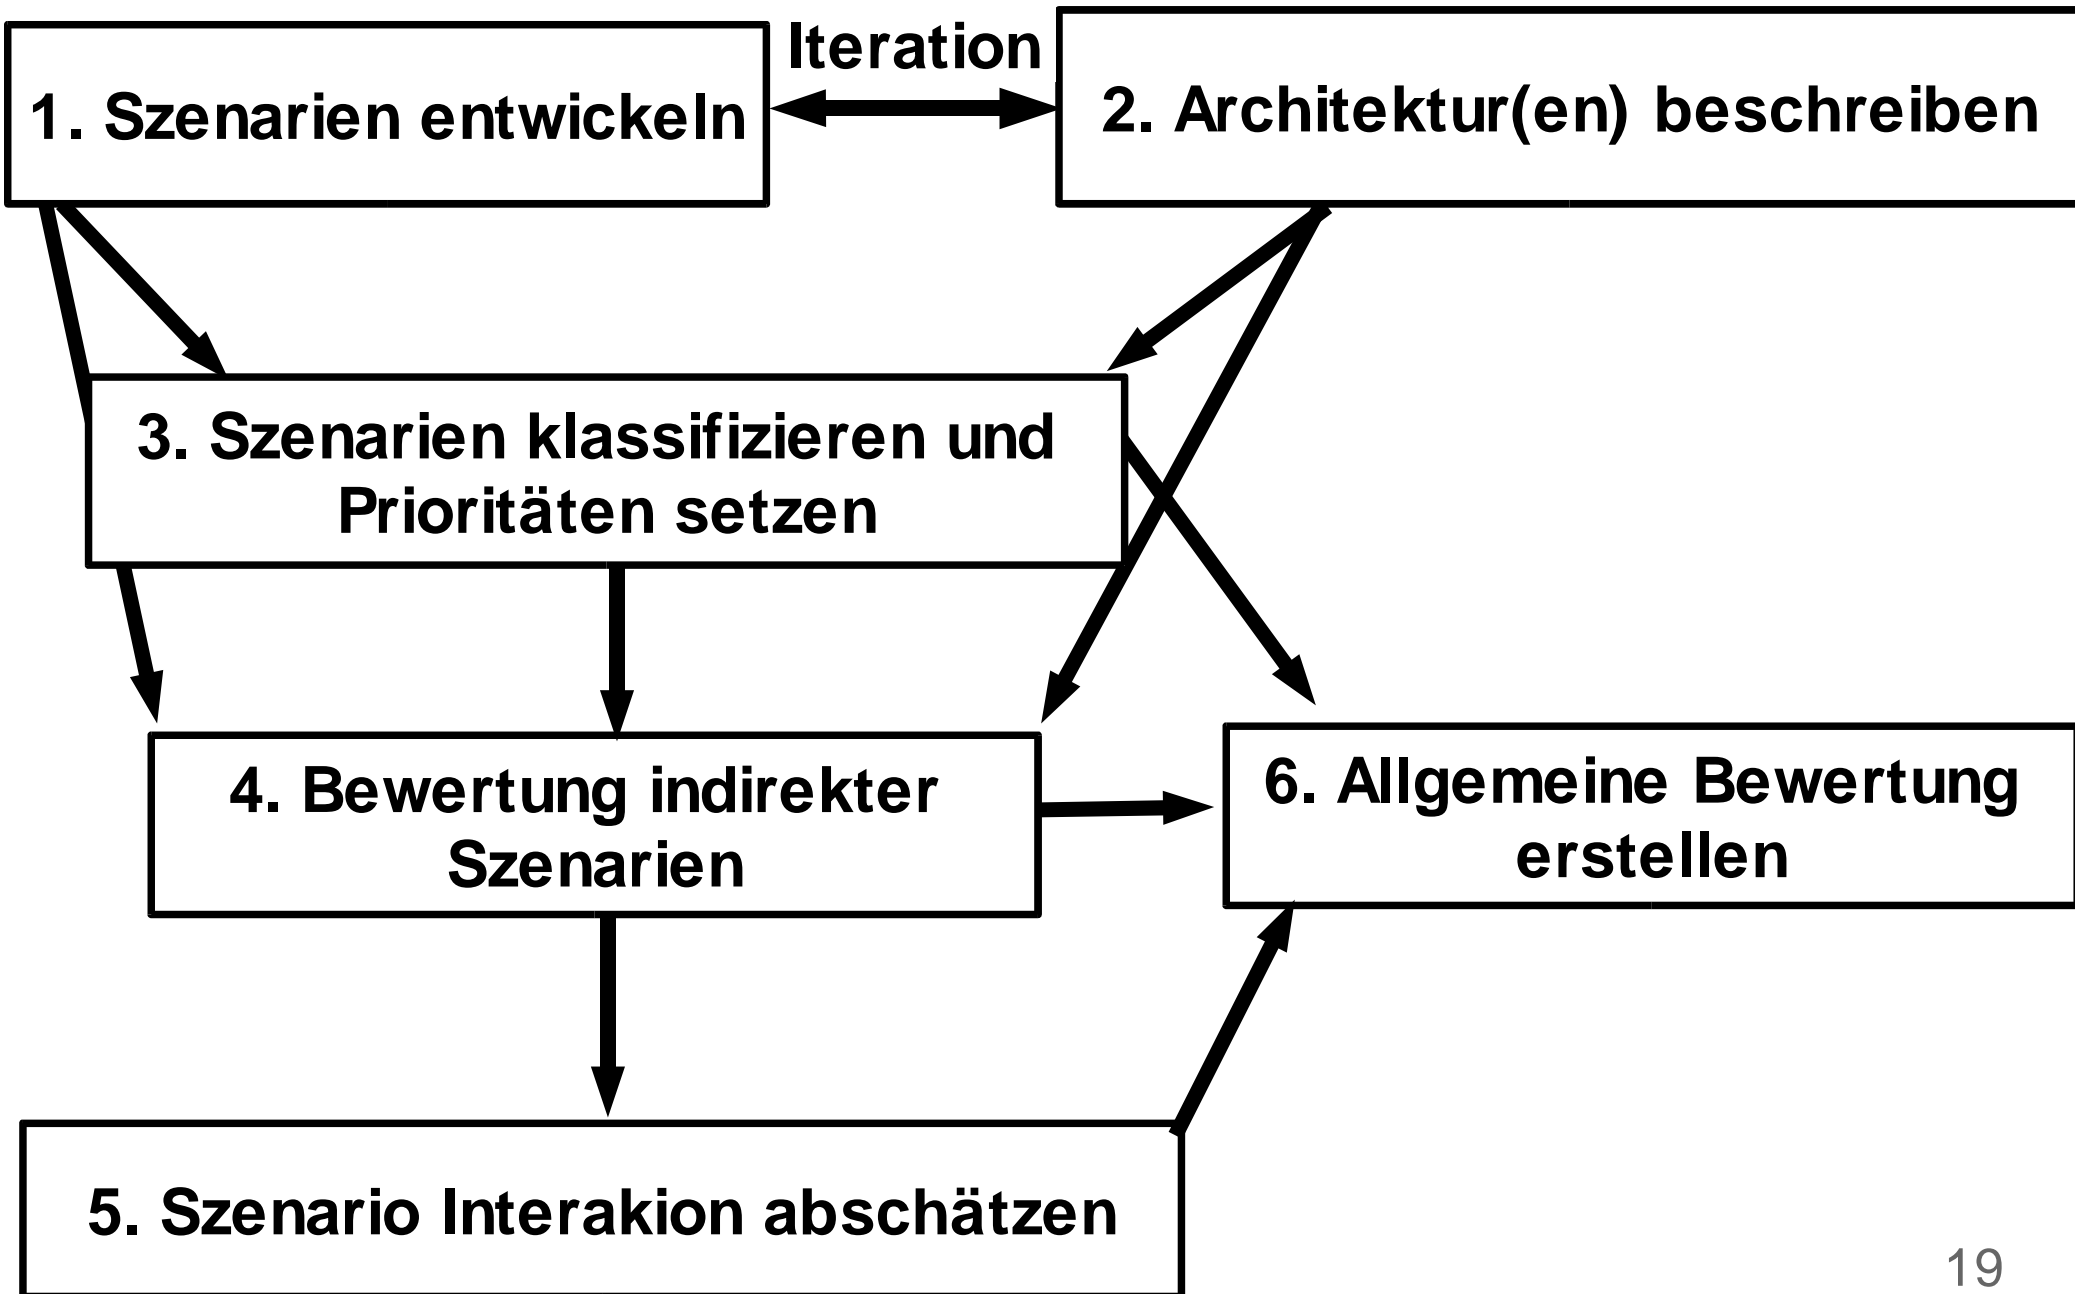 Iteration
1. Szenarien entwickeln
2. Architektur(en) beschreiben
3. Szenarien klassifizieren und
Prioritäten setzen
4. Bewertung indirekter
Szenarien
6. Allgemeine Bewertung
erstellen
5. Szenario Interakion abschätzen
19